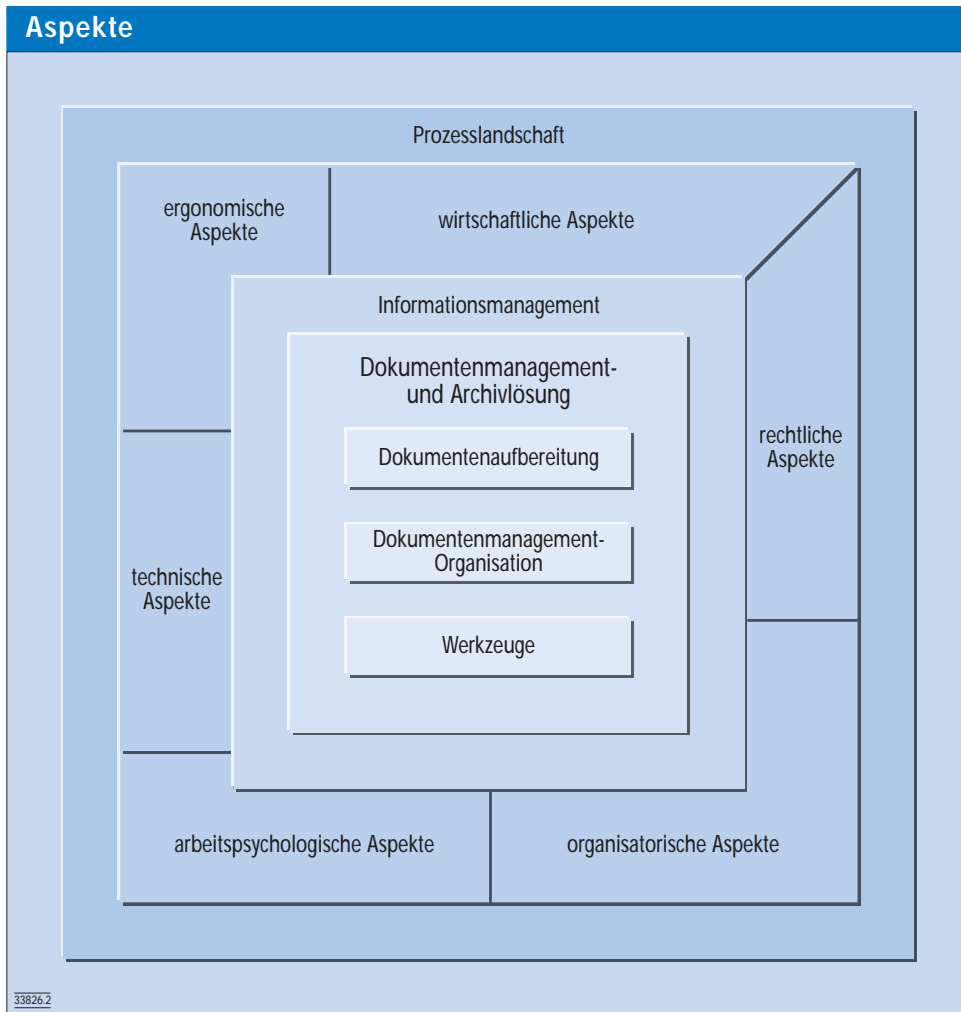 Aspekte
Prozesslandschaft
ergonomische
Aspekte
wirtschaftliche Aspekte
Informationsmanagement
Dokumentenmanagement-
und Archivlösung
Dokumentenaufbereitung
rechtliche
Aspekte
Dokumentenmanagement-
Organisation
technische
Aspekte
Werkzeuge
arbeitspsychologische Aspekte
organisatorische Aspekte
33826.2